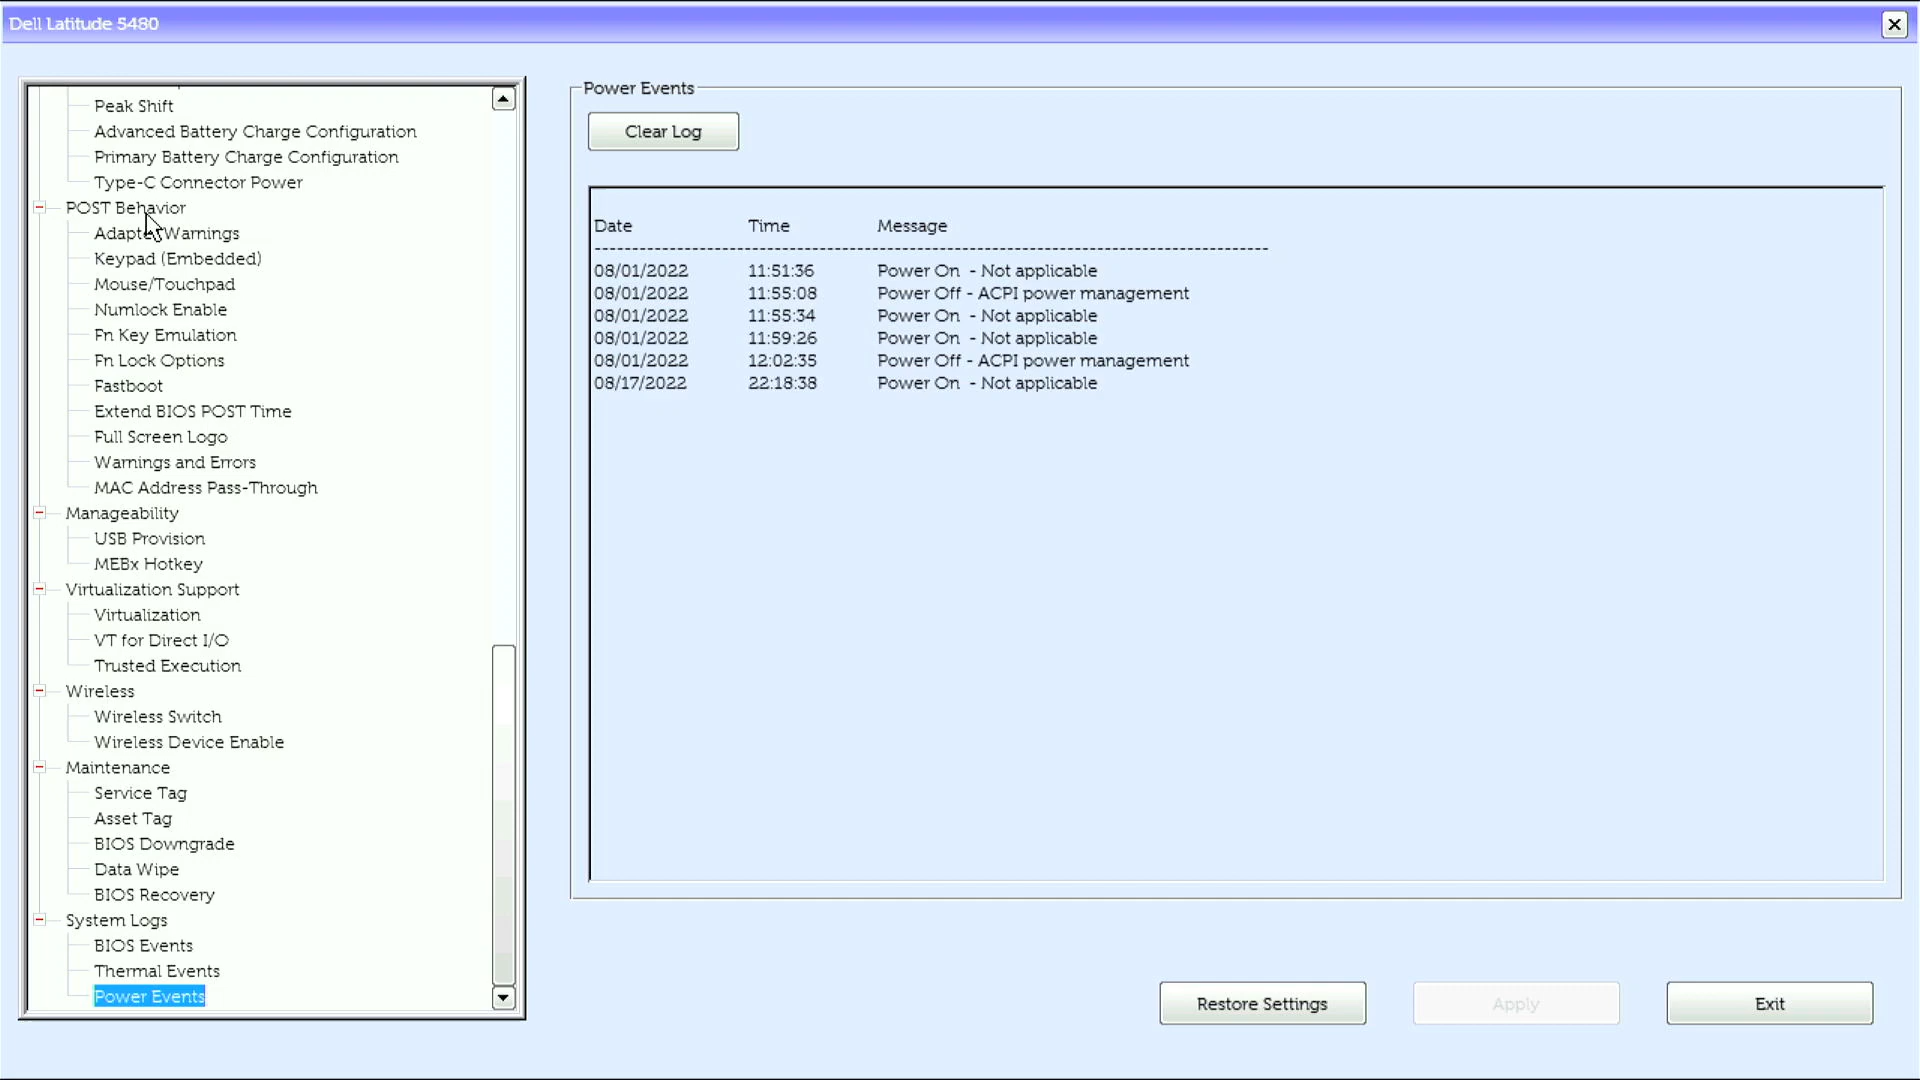 Dell Latitude 5480
Peak Shift
Advanced Battery Charge Configuration
Primary Battery Charge Configuration
Type-C Connector Power
POST Behavior
Adapter Warnings
Keypad (Embedded)
Mouse/Touchpad
Numlock Enable
Fn Key Emulation
Fn Lock Options
Fastboot
Extend BIOS POST Time
Full Screen Logo
Warnings and Errors
MAC Address Pass-Through
Manageability
USB Provision
MEBx Hotkey
Virtualization Support
Virtualization
VT for Direct I/O
Trusted Execution
Wireless
Wireless Switch
Wireless Device Enable
Maintenance
Service Tag
Asset Tag
BIOS Downgrade
Data Wipe
BIOS Recovery
System Logs
BIOS Events
Thermal Events
Power Events
Power Events
Clear Log
Date Time Message
08/01/2022 11:51:36 Power On - Not applicable
08/01/2022 11:55:08 Power Off - ACPI power management
08/01/2022 11:55:34 Power On - Not applicable
08/01/2022 11:59:26 Power On - Not applicable
08/01/2022 12:02:35 Power Off - ACPI power management
08/17/2022 22:18:38 Power On - Not applicable
Restore Settings Apply Exit